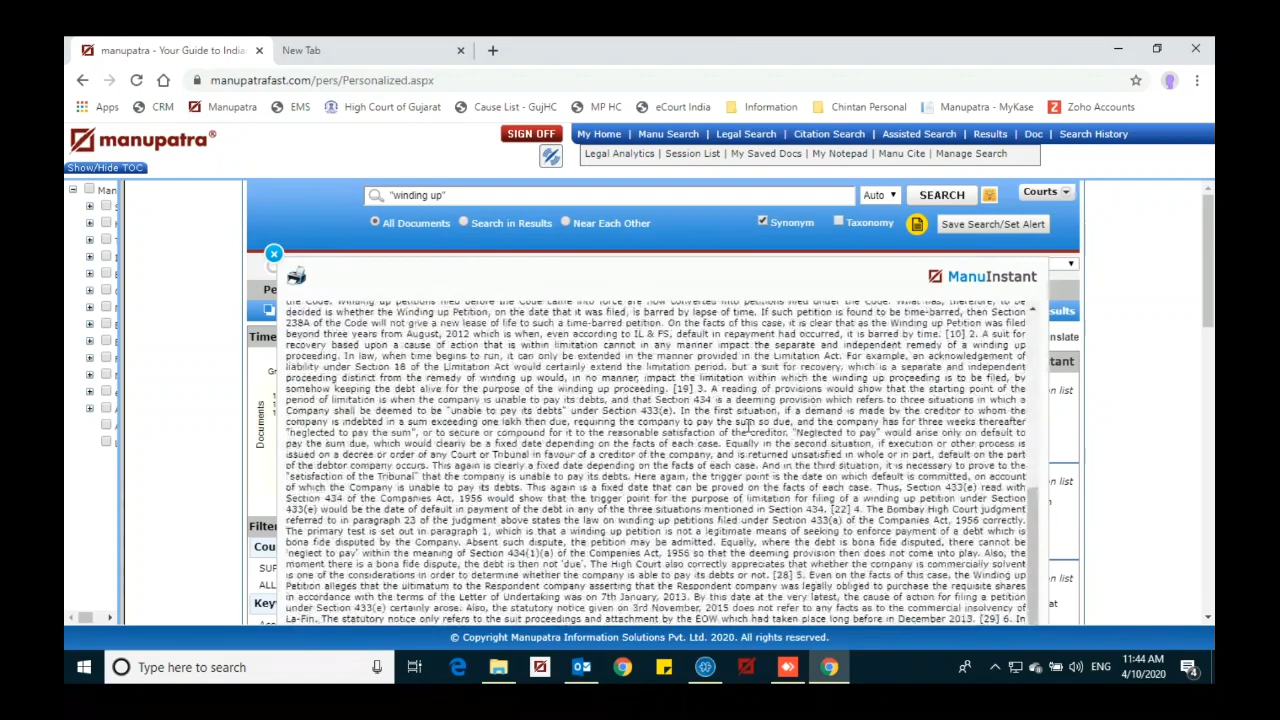 manupatra - Your Guide to India
New Tab
manupatrafast.com/pers/Personalized.aspx
Apps CRM Manupatra EMS High Court of Gujarat Cause List - GujHC MP HC eCourt India Information Chintan Personal Manupatra - MyKase Zoho Accounts
manupatra®
SIGN OFF
My Home | Manu Search | Legal Search | Citation Search | Assisted Search | Results | Doc | Search History
Legal Analytics | Session List | My Saved Docs | My Notepad | Manu Cite | Manage Search
Show/Hide TOC
Man
"winding up"
Auto
SEARCH
Courts
All Documents Search in Results Near Each Other
Synonym Taxonomy
Save Search/Set Alert
ManuInstant
the Code. Winding up petitions filed before the Code came into force are now converted into petitions filed under the Code. What has, therefore, to be
decided is whether the Winding up Petition, on the date that it was filed, is barred by lapse of time. If such petition is found to be time-barred, then Section
238A of the Code will not give a new lease of life to such a time-barred petition. On the facts of this case, it is clear that as the Winding up Petition was filed
beyond three years from August, 2012 which is when, even according to IL & FS, default in repayment had occurred, it is barred by time. [10] 2. A suit for
recovery based upon a cause of action that is within limitation cannot in any manner impact the separate and independent remedy of a winding up
proceeding. In law, when time begins to run, it can only be extended in the manner provided in the Limitation Act. For example, an acknowledgement of
liability under Section 18 of the Limitation Act would certainly extend the limitation period, but a suit for recovery, which is a separate and independent
proceeding distinct from the remedy of winding up would, in no manner, impact the limitation within which the winding up proceeding is to be filed, by
somehow keeping the debt alive for the purpose of the winding up proceeding. [19] 3. A reading of provisions would show that the starting point of the
period of limitation is when the company is unable to pay its debts, and that Section 434 is a deeming provision which refers to three situations in which a
Company shall be deemed to be "unable to pay its debts" under Section 433(e). In the first situation, if a demand is made by the creditor to whom the
company is indebted in a sum exceeding one lakh then due, requiring the company to pay the sum so due, and the company has for three weeks thereafter
"neglected to pay the sum", or to secure or compound for it to the reasonable satisfaction of the creditor, "Neglected to pay" would arise only on default to
pay the sum due, which would clearly be a fixed date depending on the facts of each case. Equally in the second situation, if execution or other process is
issued on a decree or order of any Court or Tribunal in favour of a creditor of the company, and is returned unsatisfied in whole or in part, default on the part
of the debtor company occurs. This again is clearly a fixed date depending on the facts of each case. And in the third situation, it is necessary to prove to the
"satisfaction of the Tribunal" that the company is unable to pay its debts. Here again, the trigger point is the date on which default is committed, on account
of which the Company is unable to pay its debts. This again is a fixed date that can be proved on the facts of each case. Thus, Section 433(e) read with
Section 434 of the Companies Act, 1956 would show that the trigger point for the purpose of limitation for filing of a winding up petition under Section
433(e) would be the date of default in payment of the debt in any of the three situations mentioned in Section 434. [22] 4. The Bombay High Court judgment
referred to in paragraph 23 of the judgment above states the law on winding up petitions filed under Section 433(a) of the Companies Act, 1956 correctly.
The primary test is set out in paragraph 1, which is that a winding up petition is not a legitimate means of seeking to enforce payment of a debt which is
bona fide disputed by the Company. Absent such dispute, the petition may be admitted. Equally, where the debt is bona fide disputed, there cannot be
'neglect to pay' within the meaning of Section 434(1)(a) of the Companies Act, 1956 so that the deeming provision then does not come into play. Also, the
moment there is a bona fide dispute, the debt is then not 'due'. The High Court also correctly appreciates that whether the company is commercially solvent
is one of the considerations in order to determine whether the company is able to pay its debts or not. [28] 5. Even on the facts of this case, the Winding up
Petition alleges that the ultimatum to the Respondent company asserting that the Respondent company was legally obliged to purchase the requisite shares
in accordance with the terms of the Letter of Undertaking was on 7th January, 2013. By this date at the very latest, the cause of action for filing a petition
under Section 433(e) certainly arose. Also, the statutory notice given on 3rd November, 2015 does not refer to any facts as to the commercial insolvency of
La-Fin. The statutory notice only refers to the suit proceedings and attachment by the EOW which had taken place long before in December 2013. [29] 6. In
Pe
sults
Time
nslate
Gr
stant
Documents
on list
Filter
Cou
SUF
ALL
on list
Key
at
© Copyright Manupatra Information Solutions Pvt. Ltd. 2020. All rights reserved.
Type here to search
ENG
11:44 AM
4/10/2020
4